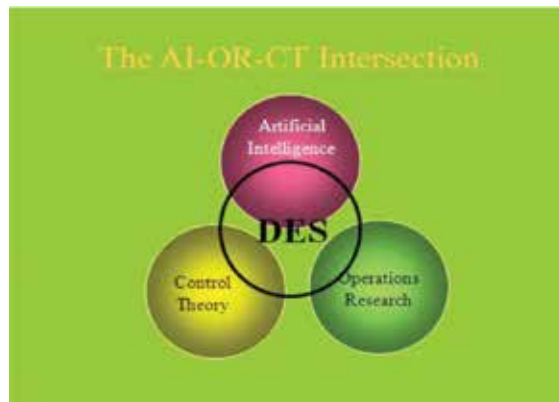 The AI-OR-CT Intersection
Artificial
Intelligence
DES
Control
Theory
Operations
Research